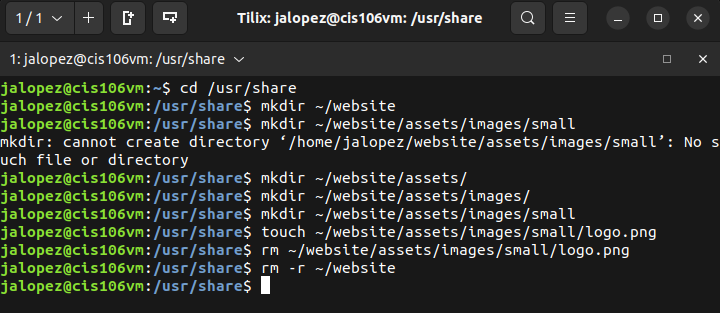 1 / 1
Tilix: jalopez@cis106vm: /usr/share
1: jalopez@cis106vm: /usr/share
jalopez@cis106vm:~$ cd /usr/share
jalopez@cis106vm:/usr/share$ mkdir ~/website
jalopez@cis106vm:/usr/share$ mkdir ~/website/assets/images/small
mkdir: cannot create directory ‘/home/jalopez/website/assets/images/small’: No s
uch file or directory
jalopez@cis106vm:/usr/share$ mkdir ~/website/assets/
jalopez@cis106vm:/usr/share$ mkdir ~/website/assets/images/
jalopez@cis106vm:/usr/share$ mkdir ~/website/assets/images/small
jalopez@cis106vm:/usr/share$ touch ~/website/assets/images/small/logo.png
jalopez@cis106vm:/usr/share$ rm ~/website/assets/images/small/logo.png
jalopez@cis106vm:/usr/share$ rm -r ~/website
jalopez@cis106vm:/usr/share$